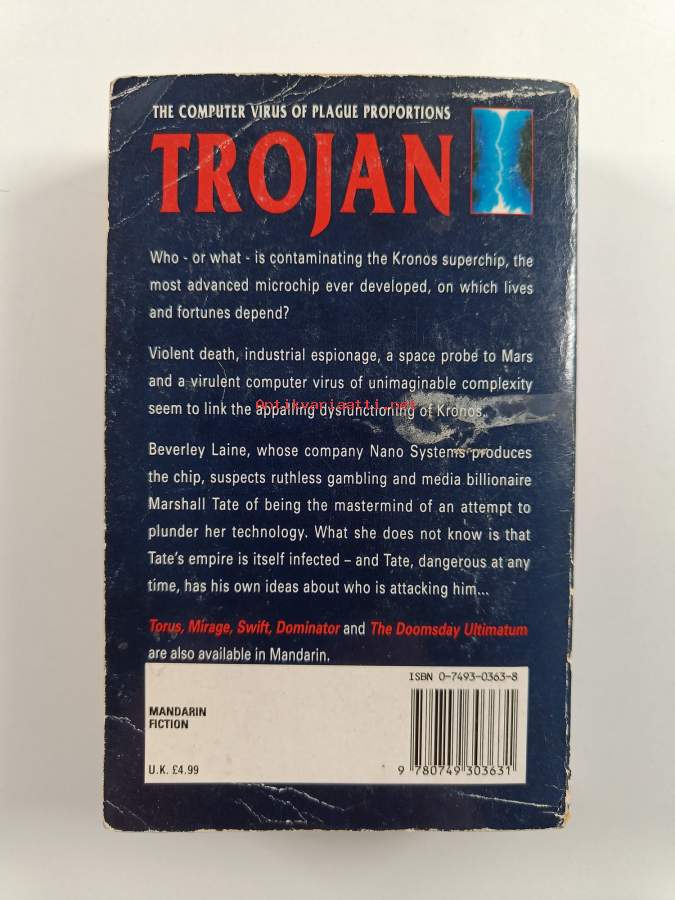 THE COMPUTER VIRUS OF PLAGUE PROPORTIONS
TROJAN
Who - or what - is contaminating the Kronos superchip, the
most advanced microchip ever developed, on which lives
and fortunes depend?
Violent death, industrial espionage, a space probe to Mars
and a virulent computer virus of unimaginable complexity
seem to link the appalling dysfunctioning of Kronos.
Antikvariaatti.net
Beverley Laine, whose company Nano Systems produces
the chip, suspects ruthless gambling and media billionaire
Marshall Tate of being the mastermind of an attempt to
plunder her technology. What she does not know is that
Tate's empire is itself infected – and Tate, dangerous at any
time, has his own ideas about who is attacking him...
Torus, Mirage, Swift, Dominator and The Doomsday Ultimatum
are also available in Mandarin.
ISBN 0-7493-0363-8
MANDARIN
FICTION
U.K. £4.99
9 780749 303631